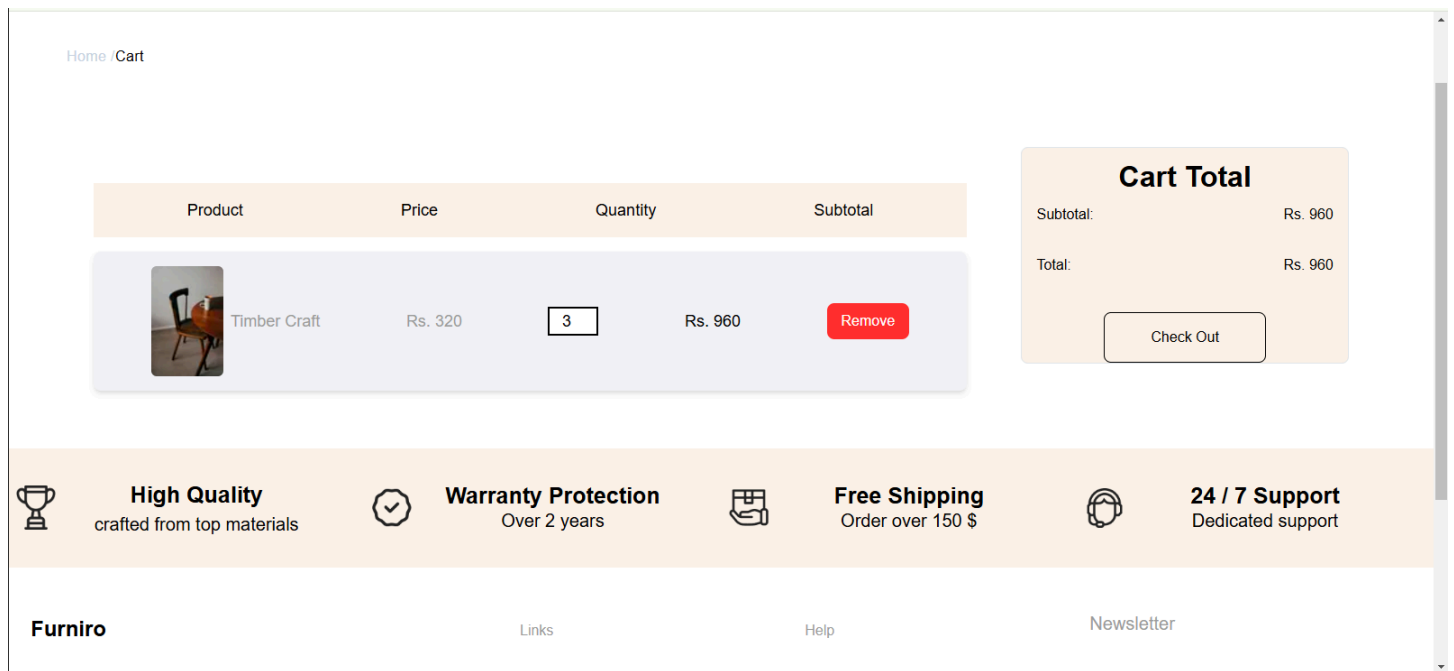 Home /Cart
Product Price Quantity Subtotal
Timber Craft Rs. 320 3 Rs. 960 Remove
Cart Total
Subtotal: Rs. 960
Total: Rs. 960
Check Out
High Quality
crafted from top materials
Warranty Protection
Over 2 years
Free Shipping
Order over 150 $
24 / 7 Support
Dedicated support
Furniro
Links
Help
Newsletter